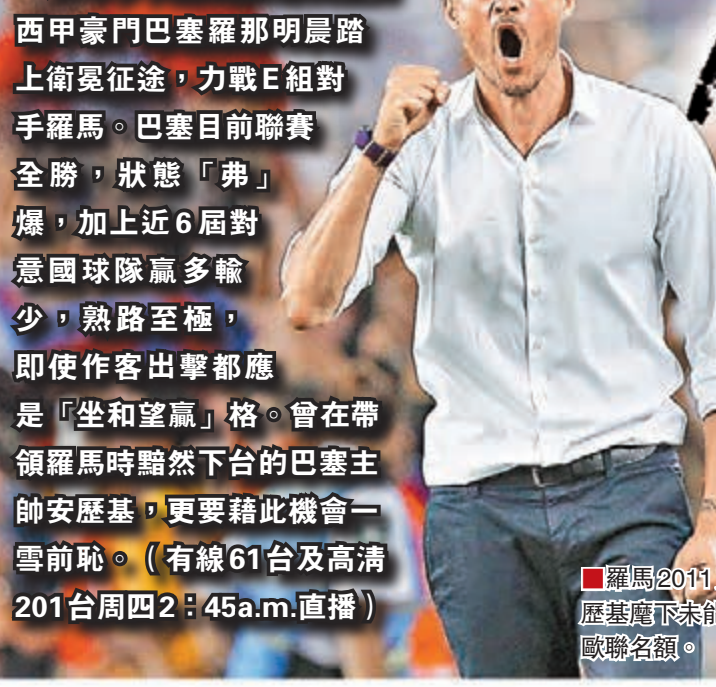 西甲豪門巴塞羅那明晨踏
上衛冕征途，力戰E組對
手羅馬。巴塞目前聯賽
全勝，狀態「弗」
爆，加上近6屆對
意國球隊贏多輸
少，熟路至極，
即使作客出擊都應
是「坐和望贏」格。曾在帶
領羅馬時黯然下台的巴塞主
帥安歷基，更要藉此機會一
雪前恥。（有線61台及高清
201台周四2：45a.m.直播）
■羅馬2011
歷基麾下未能
歐聯名額。